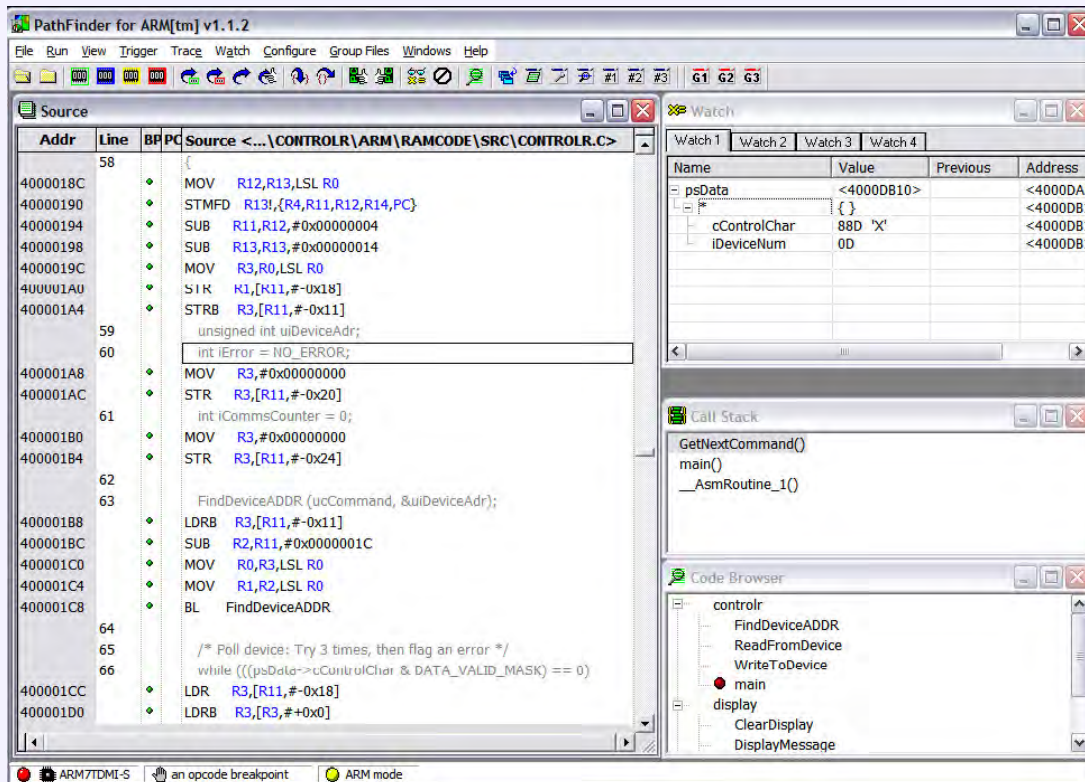 PathFinder for ARM[tm] v1.1.2
File Run View Trigger Trace Watch Configure Group Files Windows Help
#1 #2 #3 G1 G2 G3
Source
Addr Line BP PC Source <...\CONTROLR\ARM\RAMCODE\SRC\CONTROLR.C>
58 {
4000018C MOV R12,R13,LSL R0
40000190 STMFD R13!,{R4,R11,R12,R14,PC}
40000194 SUB R11,R12,#0x00000004
40000198 SUB R13,R13,#0x00000014
4000019C MOV R3,R0,LSL R0
400001A0 STR R1,[R11,#-0x18]
400001A4 STRB R3,[R11,#-0x11]
59 unsigned int uiDeviceAdr;
60 int iError = NO_ERROR;
400001A8 MOV R3,#0x00000000
400001AC STR R3,[R11,#-0x20]
61 int iCommsCounter = 0;
400001B0 MOV R3,#0x00000000
400001B4 STR R3,[R11,#-0x24]
62
63 FindDeviceADDR (ucCommand, &uiDeviceAdr);
400001B8 LDRB R3,[R11,#-0x11]
400001BC SUB R2,R11,#0x0000001C
400001C0 MOV R0,R3,LSL R0
400001C4 MOV R1,R2,LSL R0
400001C8 BL FindDeviceADDR
64
65 /* Poll device: Try 3 times, then flag an error */
66 while (((psData->cControlChar & DATA_VALID_MASK) == 0)
400001CC LDR R3,[R11,#-0x18]
400001D0 LDRB R3,[R3,#+0x0]
Watch
Watch 1 Watch 2 Watch 3 Watch 4
Name Value Previous Address
psData <4000DB10> <4000DA
* { } <4000DB
cControlChar 88D 'X' <4000DB
iDeviceNum 0D <4000DB
Call Stack
GetNextCommand()
main()
__AsmRoutine_1()
Code Browser
controlr
FindDeviceADDR
ReadFromDevice
WriteToDevice
main
display
ClearDisplay
DisplayMessage
ARM7TDMI-S an opcode breakpoint ARM mode